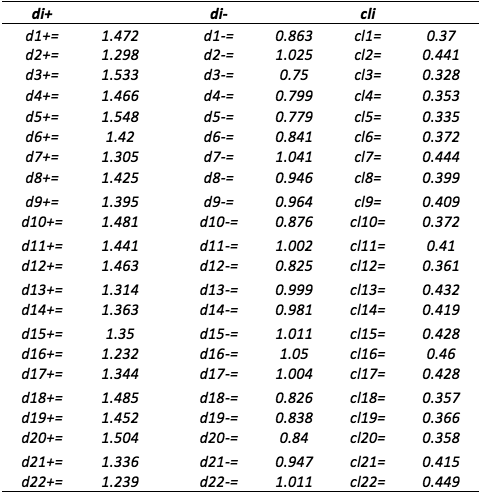 di+ di- cli
d1+= 1.472 d1-= 0.863 cl1= 0.37
d2+= 1.298 d2-= 1.025 cl2= 0.441
d3+= 1.533 d3-= 0.75 cl3= 0.328
d4+= 1.466 d4-= 0.799 cl4= 0.353
d5+= 1.548 d5-= 0.779 cl5= 0.335
d6+= 1.42 d6-= 0.841 cl6= 0.372
d7+= 1.305 d7-= 1.041 cl7= 0.444
d8+= 1.425 d8-= 0.946 cl8= 0.399
d9+= 1.395 d9-= 0.964 cl9= 0.409
d10+= 1.481 d10-= 0.876 cl10= 0.372
d11+= 1.441 d11-= 1.002 cl11= 0.41
d12+= 1.463 d12-= 0.825 cl12= 0.361
d13+= 1.314 d13-= 0.999 cl13= 0.432
d14+= 1.363 d14-= 0.981 cl14= 0.419
d15+= 1.35 d15-= 1.011 cl15= 0.428
d16+= 1.232 d16-= 1.05 cl16= 0.46
d17+= 1.344 d17-= 1.004 cl17= 0.428
d18+= 1.485 d18-= 0.826 cl18= 0.357
d19+= 1.452 d19-= 0.838 cl19= 0.366
d20+= 1.504 d20-= 0.84 cl20= 0.358
d21+= 1.336 d21-= 0.947 cl21= 0.415
d22+= 1.239 d22-= 1.011 cl22= 0.449